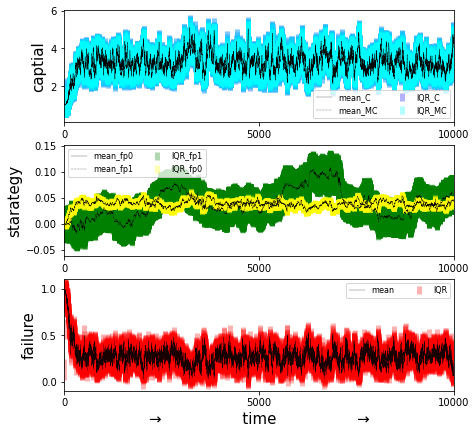 6
4
2
captial
mean_C
IQR_C
mean_MC
IQR_MC
0
5000
10000
0.15
0.10
0.05
0.00
−0.05
starategy
mean_fp0
IQR_fp1
mean_fp1
IQR_fp0
0
5000
10000
1.0
0.5
0.0
failure
mean
IQR
0
5000
10000
→ time →